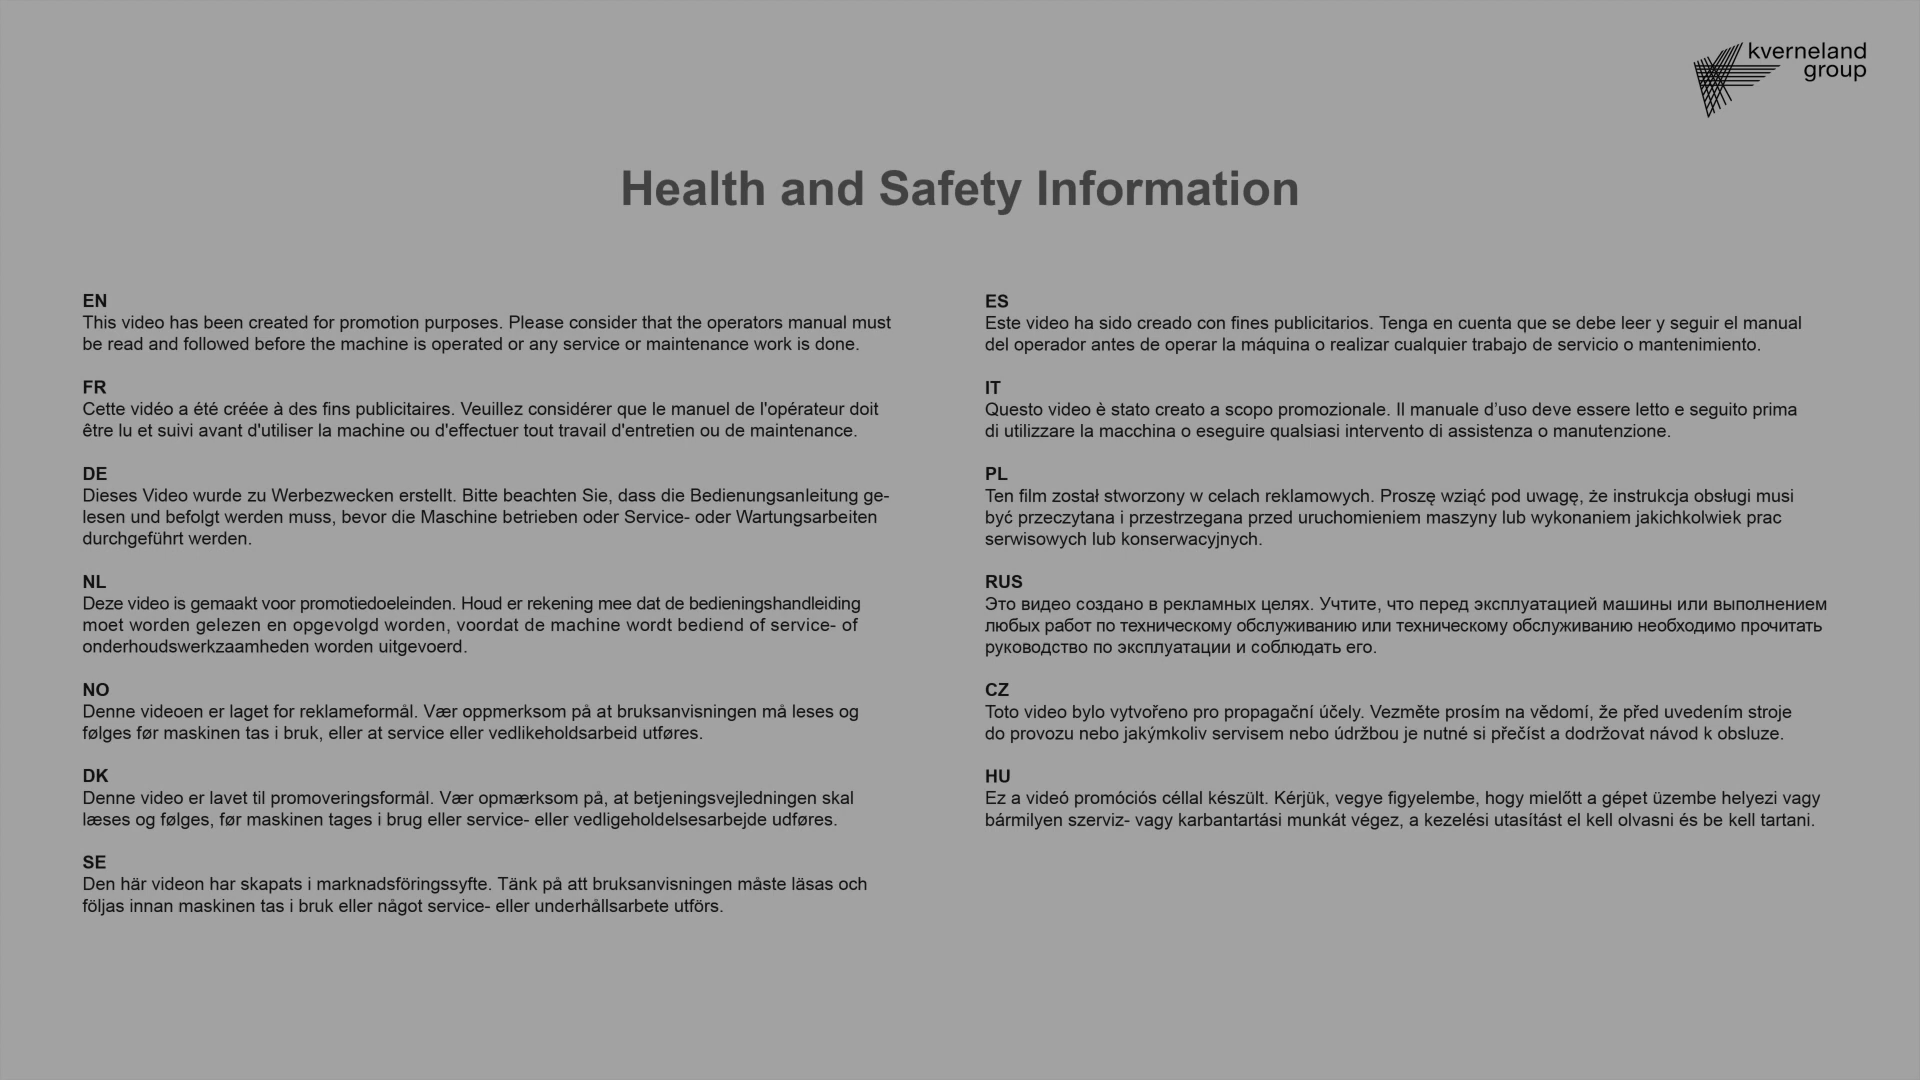 kverneland
group
Health and Safety Information
EN
This video has been created for promotion purposes. Please consider that the operators manual must
be read and followed before the machine is operated or any service or maintenance work is done.
FR
Cette vidéo a été créée à des fins publicitaires. Veuillez considérer que le manuel de l'opérateur doit
être lu et suivi avant d'utiliser la machine ou d'effectuer tout travail d'entretien ou de maintenance.
DE
Dieses Video wurde zu Werbezwecken erstellt. Bitte beachten Sie, dass die Bedienungsanleitung ge-
lesen und befolgt werden muss, bevor die Maschine betrieben oder Service- oder Wartungsarbeiten
durchgeführt werden.
NL
Deze video is gemaakt voor promotiedoeleinden. Houd er rekening mee dat de bedieningshandleiding
moet worden gelezen en opgevolgd worden, voordat de machine wordt bediend of service- of
onderhoudswerkzaamheden worden uitgevoerd.
NO
Denne videoen er laget for reklameformål. Vær oppmerksom på at bruksanvisningen må leses og
følges før maskinen tas i bruk, eller at service eller vedlikeholdsarbeid utføres.
DK
Denne video er lavet til promoveringsformål. Vær opmærksom på, at betjeningsvejledningen skal
læses og følges, før maskinen tages i brug eller service- eller vedligeholdelsesarbejde udføres.
SE
Den här videon har skapats i marknadsföringssyfte. Tänk på att bruksanvisningen måste läsas och
följas innan maskinen tas i bruk eller något service- eller underhållsarbete utförs.
ES
Este video ha sido creado con fines publicitarios. Tenga en cuenta que se debe leer y seguir el manual
del operador antes de operar la máquina o realizar cualquier trabajo de servicio o mantenimiento.
IT
Questo video è stato creato a scopo promozionale. Il manuale d’uso deve essere letto e seguito prima
di utilizzare la macchina o eseguire qualsiasi intervento di assistenza o manutenzione.
PL
Ten film został stworzony w celach reklamowych. Proszę wziąć pod uwagę, że instrukcja obsługi musi
być przeczytana i przestrzegana przed uruchomieniem maszyny lub wykonaniem jakichkolwiek prac
serwisowych lub konserwacyjnych.
RUS
Это видео создано в рекламных целях. Учтите, что перед эксплуатацией машины или выполнением
любых работ по техническому обслуживанию или техническому обслуживанию необходимо прочитать
руководство по эксплуатации и соблюдать его.
CZ
Toto video bylo vytvořeno pro propagační účely. Vezměte prosím na vědomí, že před uvedením stroje
do provozu nebo jakýmkoliv servisem nebo údržbou je nutné si přečíst a dodržovat návod k obsluze.
HU
Ez a videó promóciós céllal készült. Kérjük, vegye figyelembe, hogy mielőtt a gépet üzembe helyezi vagy
bármilyen szerviz- vagy karbantartási munkát végez, a kezelési utasítást el kell olvasni és be kell tartani.